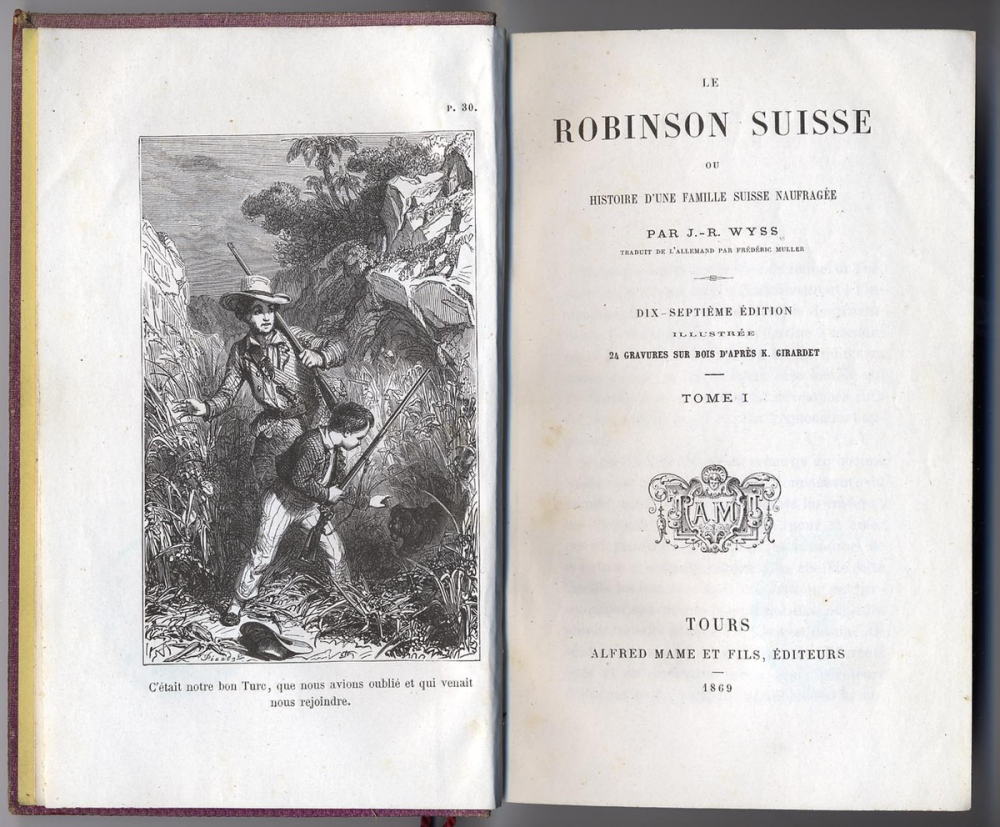 P. 30.
C'était notre bon Turc, que nous avions oublié et qui venait
nous rejoindre.
LE
ROBINSON SUISSE
OU
HISTOIRE D'UNE FAMILLE SUISSE NAUFRAGÉE
PAR J.-R. WYSS
TRADUIT DE L'ALLEMAND PAR FRÉDÉRIC MULLER
DIX-SEPTIÈME ÉDITION
ILLUSTRÉE
24 GRAVURES SUR BOIS D'APRÈS K. GIRARDET
TOME I
A M
TOURS
ALFRED MAME ET FILS, ÉDITEURS
1869